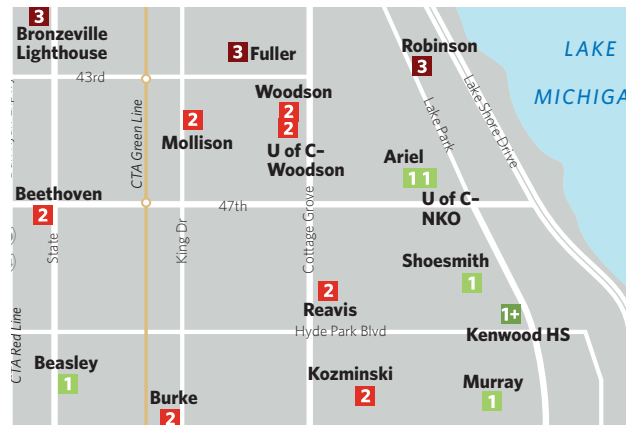 3
Bronzeville
Lighthouse
3 Fuller
Robinson
3
LAKE
MICHIGA
43rd
Woodson
2
2
U of C–
Woodson
2
Mollison
CTA Green Line
Lake Park
Lake Shore Drive
Ariel
1 1
U of C–
NKO
Beethoven
2
47th
State
King Dr
Cottage Grove
Shoesmith
1
2
Reavis
1+
Kenwood HS
Hyde Park Blvd
CTA Red Line
Beasley
1
Burke
2
Kozminski
2
Murray
1